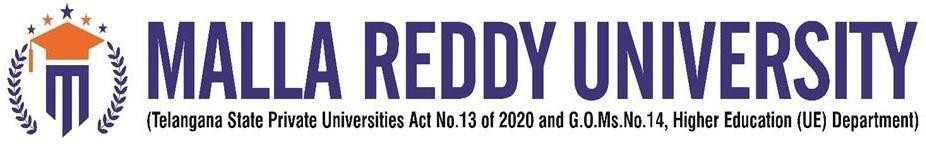 MALLA REDDY UNIVERSITY
(Telangana State Private Universities Act No.13 of 2020 and G.O.Ms.No.14, Higher Education (UE) Department)